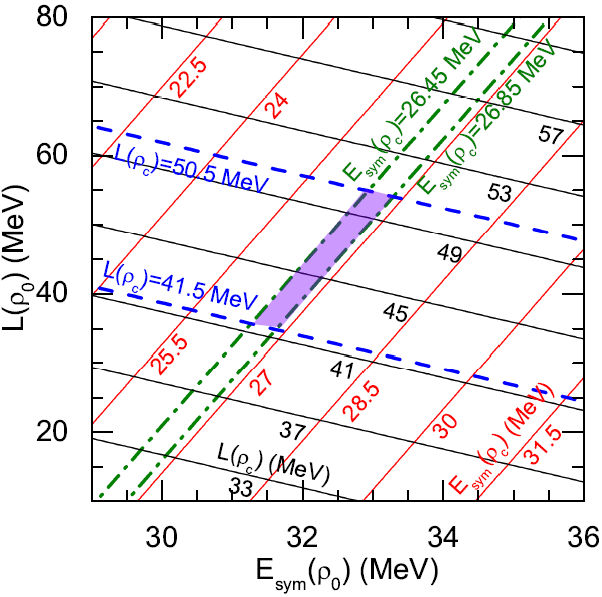 80
60
40
20
L(ρ0) (MeV)
22.5
24
Esym(ρc)=26.45 MeV
Esym(ρc)=26.85 MeV
57
L(ρc)=50.5 MeV
53
49
L(ρc)=41.5 MeV
45
25.5
41
27
28.5
30
Esym(ρc) (MeV)
31.5
37
L(ρc) (MeV)
33
30 32 34 36
Esym(ρ0) (MeV)